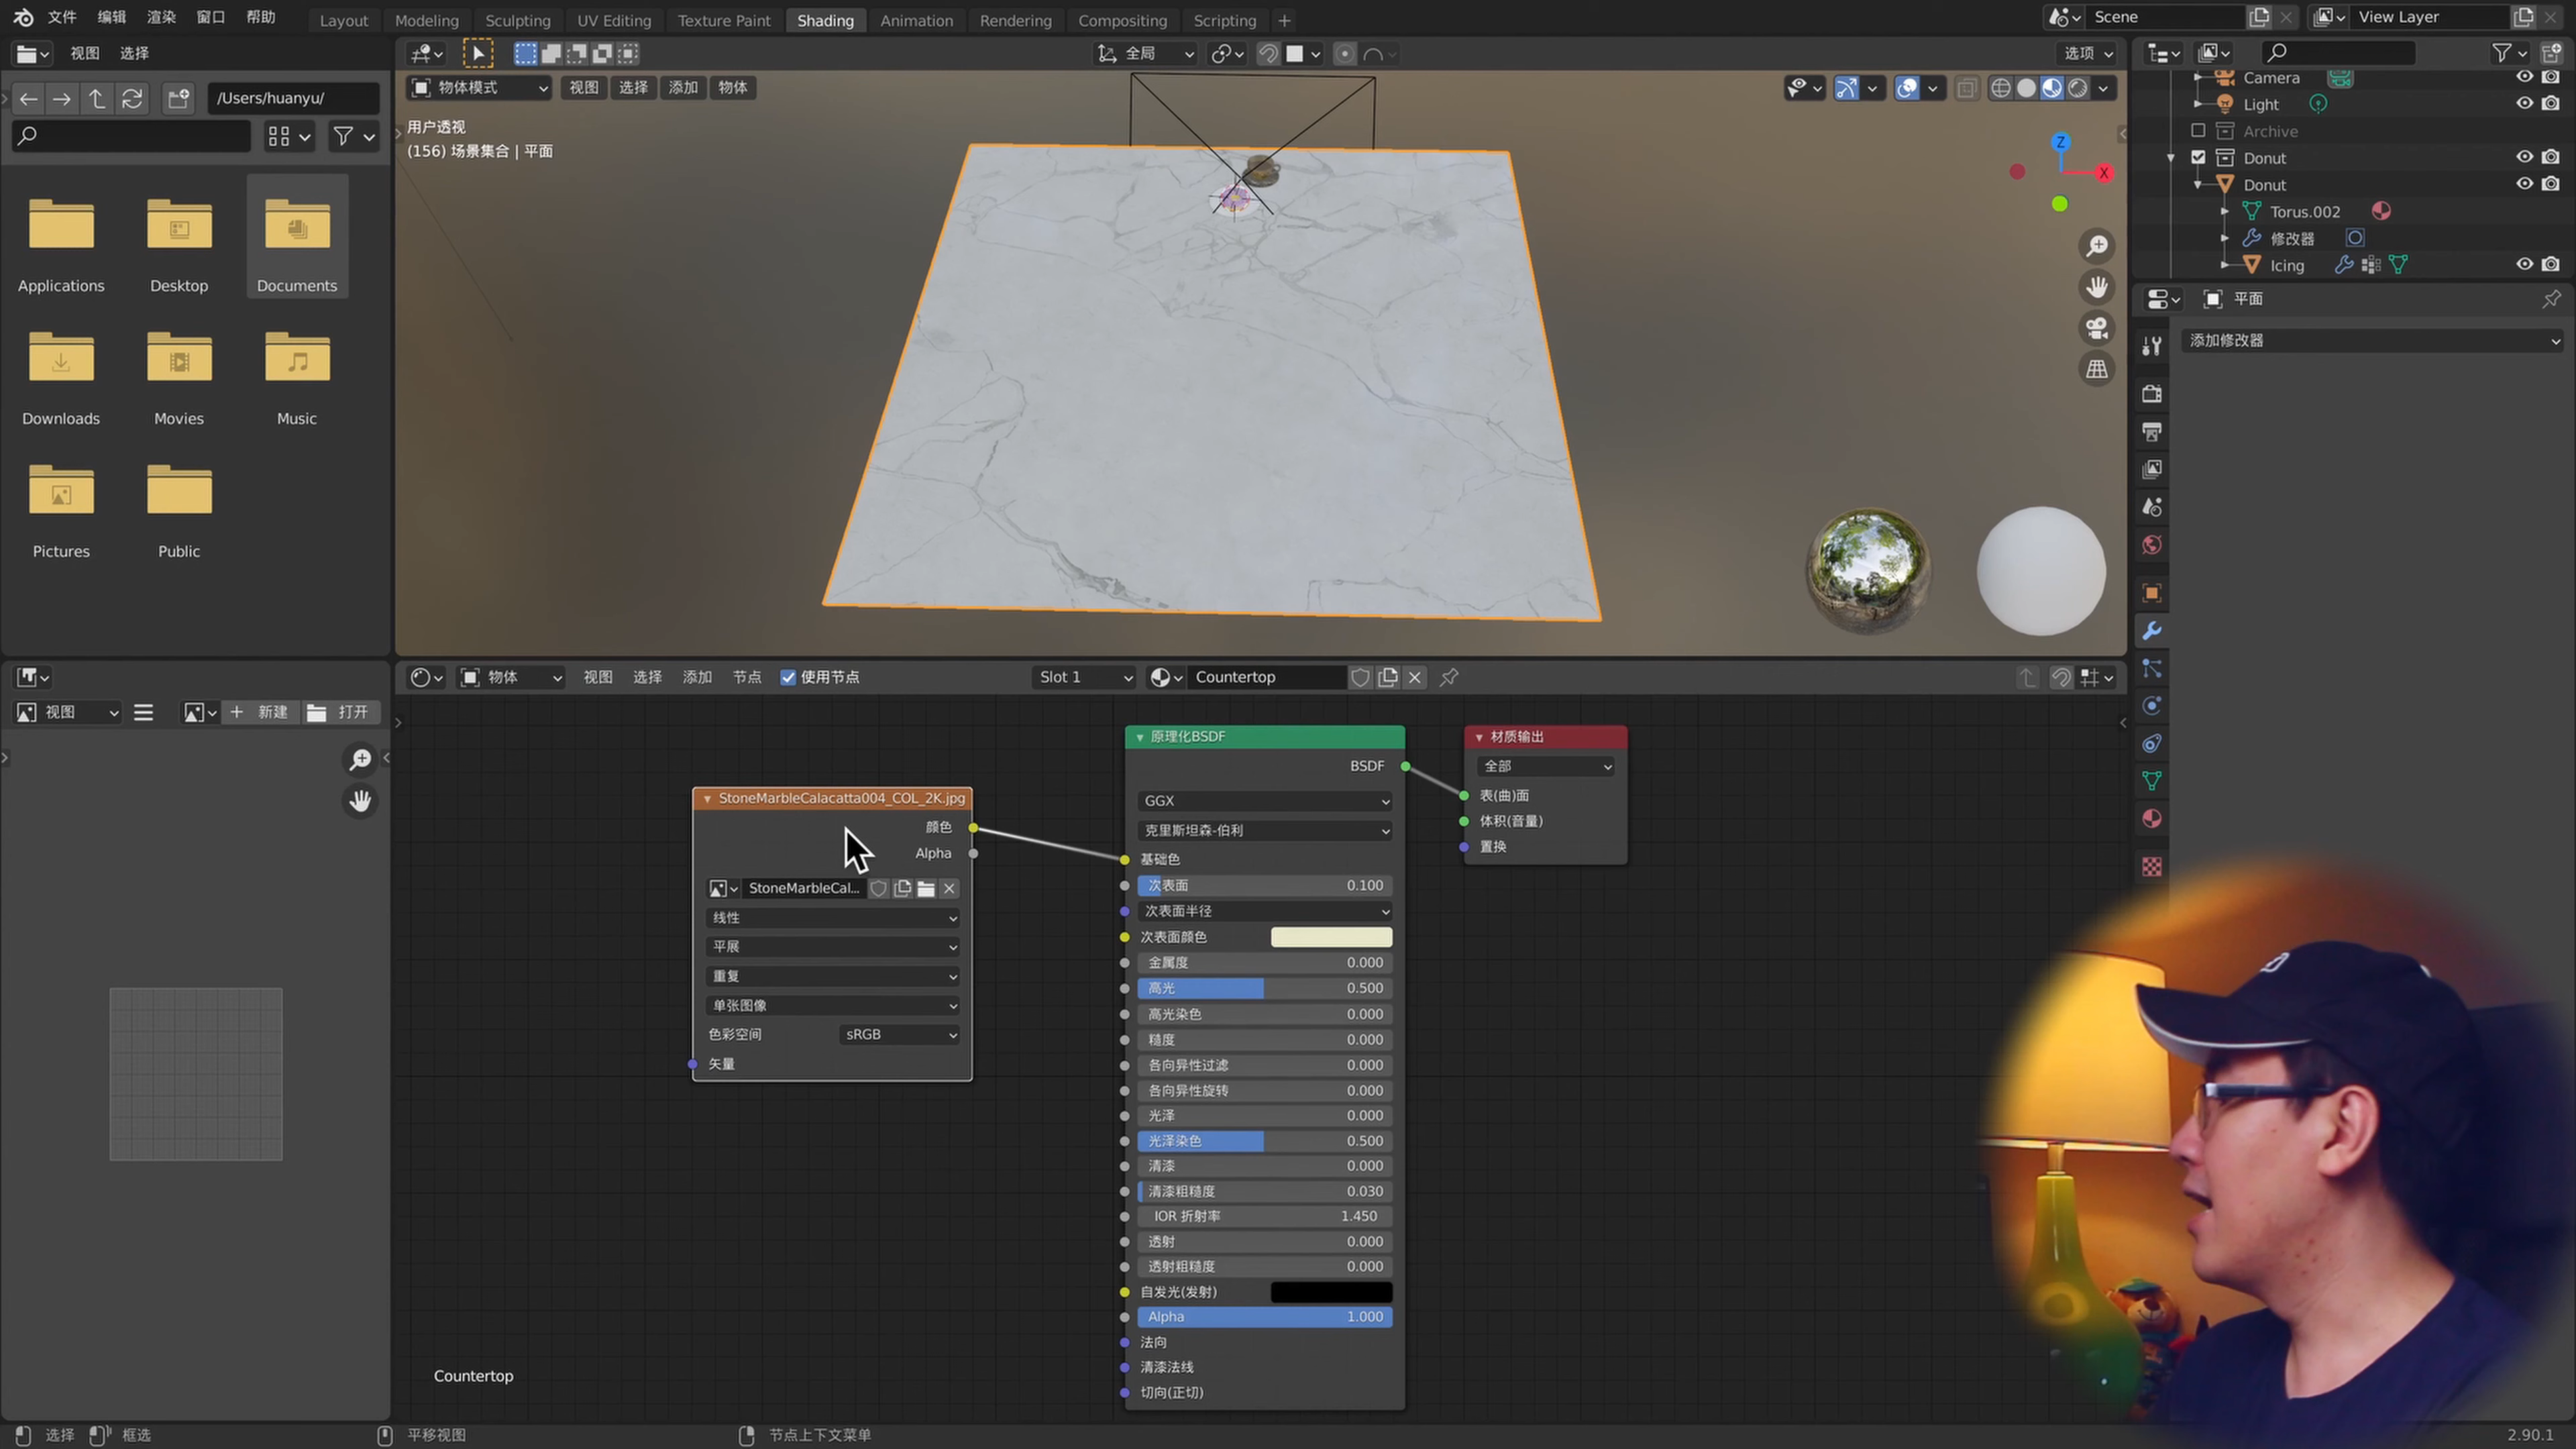 文件 编辑 渲染 窗口 帮助 Layout Modeling Sculpting UV Editing Texture Paint Shading Animation Rendering Compositing Scripting + Scene View Layer
视图 选择 全局 选项
/Users/huanyu/ 物体模式 视图 选择 添加 物体
用户透视
(156) 场景集合 | 平面
Camera
Light
Archive
Donut
Donut
Torus.002
修改器
Icing
平面
添加修改器
Z
X
Applications Desktop Documents
Downloads Movies Music
Pictures Public
物体 视图 选择 添加 节点 使用节点 Slot 1 Countertop
视图 新建 打开
StoneMarbleCalacatta004_COL_2K.jpg
颜色
Alpha
StoneMarbleCal...
线性
平展
重复
单张图像
色彩空间 sRGB
矢量
原理化BSDF
BSDF
GGX
克里斯坦森-伯利
基础色
次表面 0.100
次表面半径
次表面颜色
金属度 0.000
高光 0.500
高光染色 0.000
糙度 0.000
各向异性过滤 0.000
各向异性旋转 0.000
光泽 0.000
光泽染色 0.500
清漆 0.000
清漆粗糙度 0.030
IOR 折射率 1.450
透射 0.000
透射粗糙度 0.000
自发光(发射)
Alpha 1.000
法向
清漆法线
切向(正切)
材质输出
全部
表(曲)面
体积(音量)
置换
Countertop
选择 框选 平移视图 节点上下文菜单 2.90.1